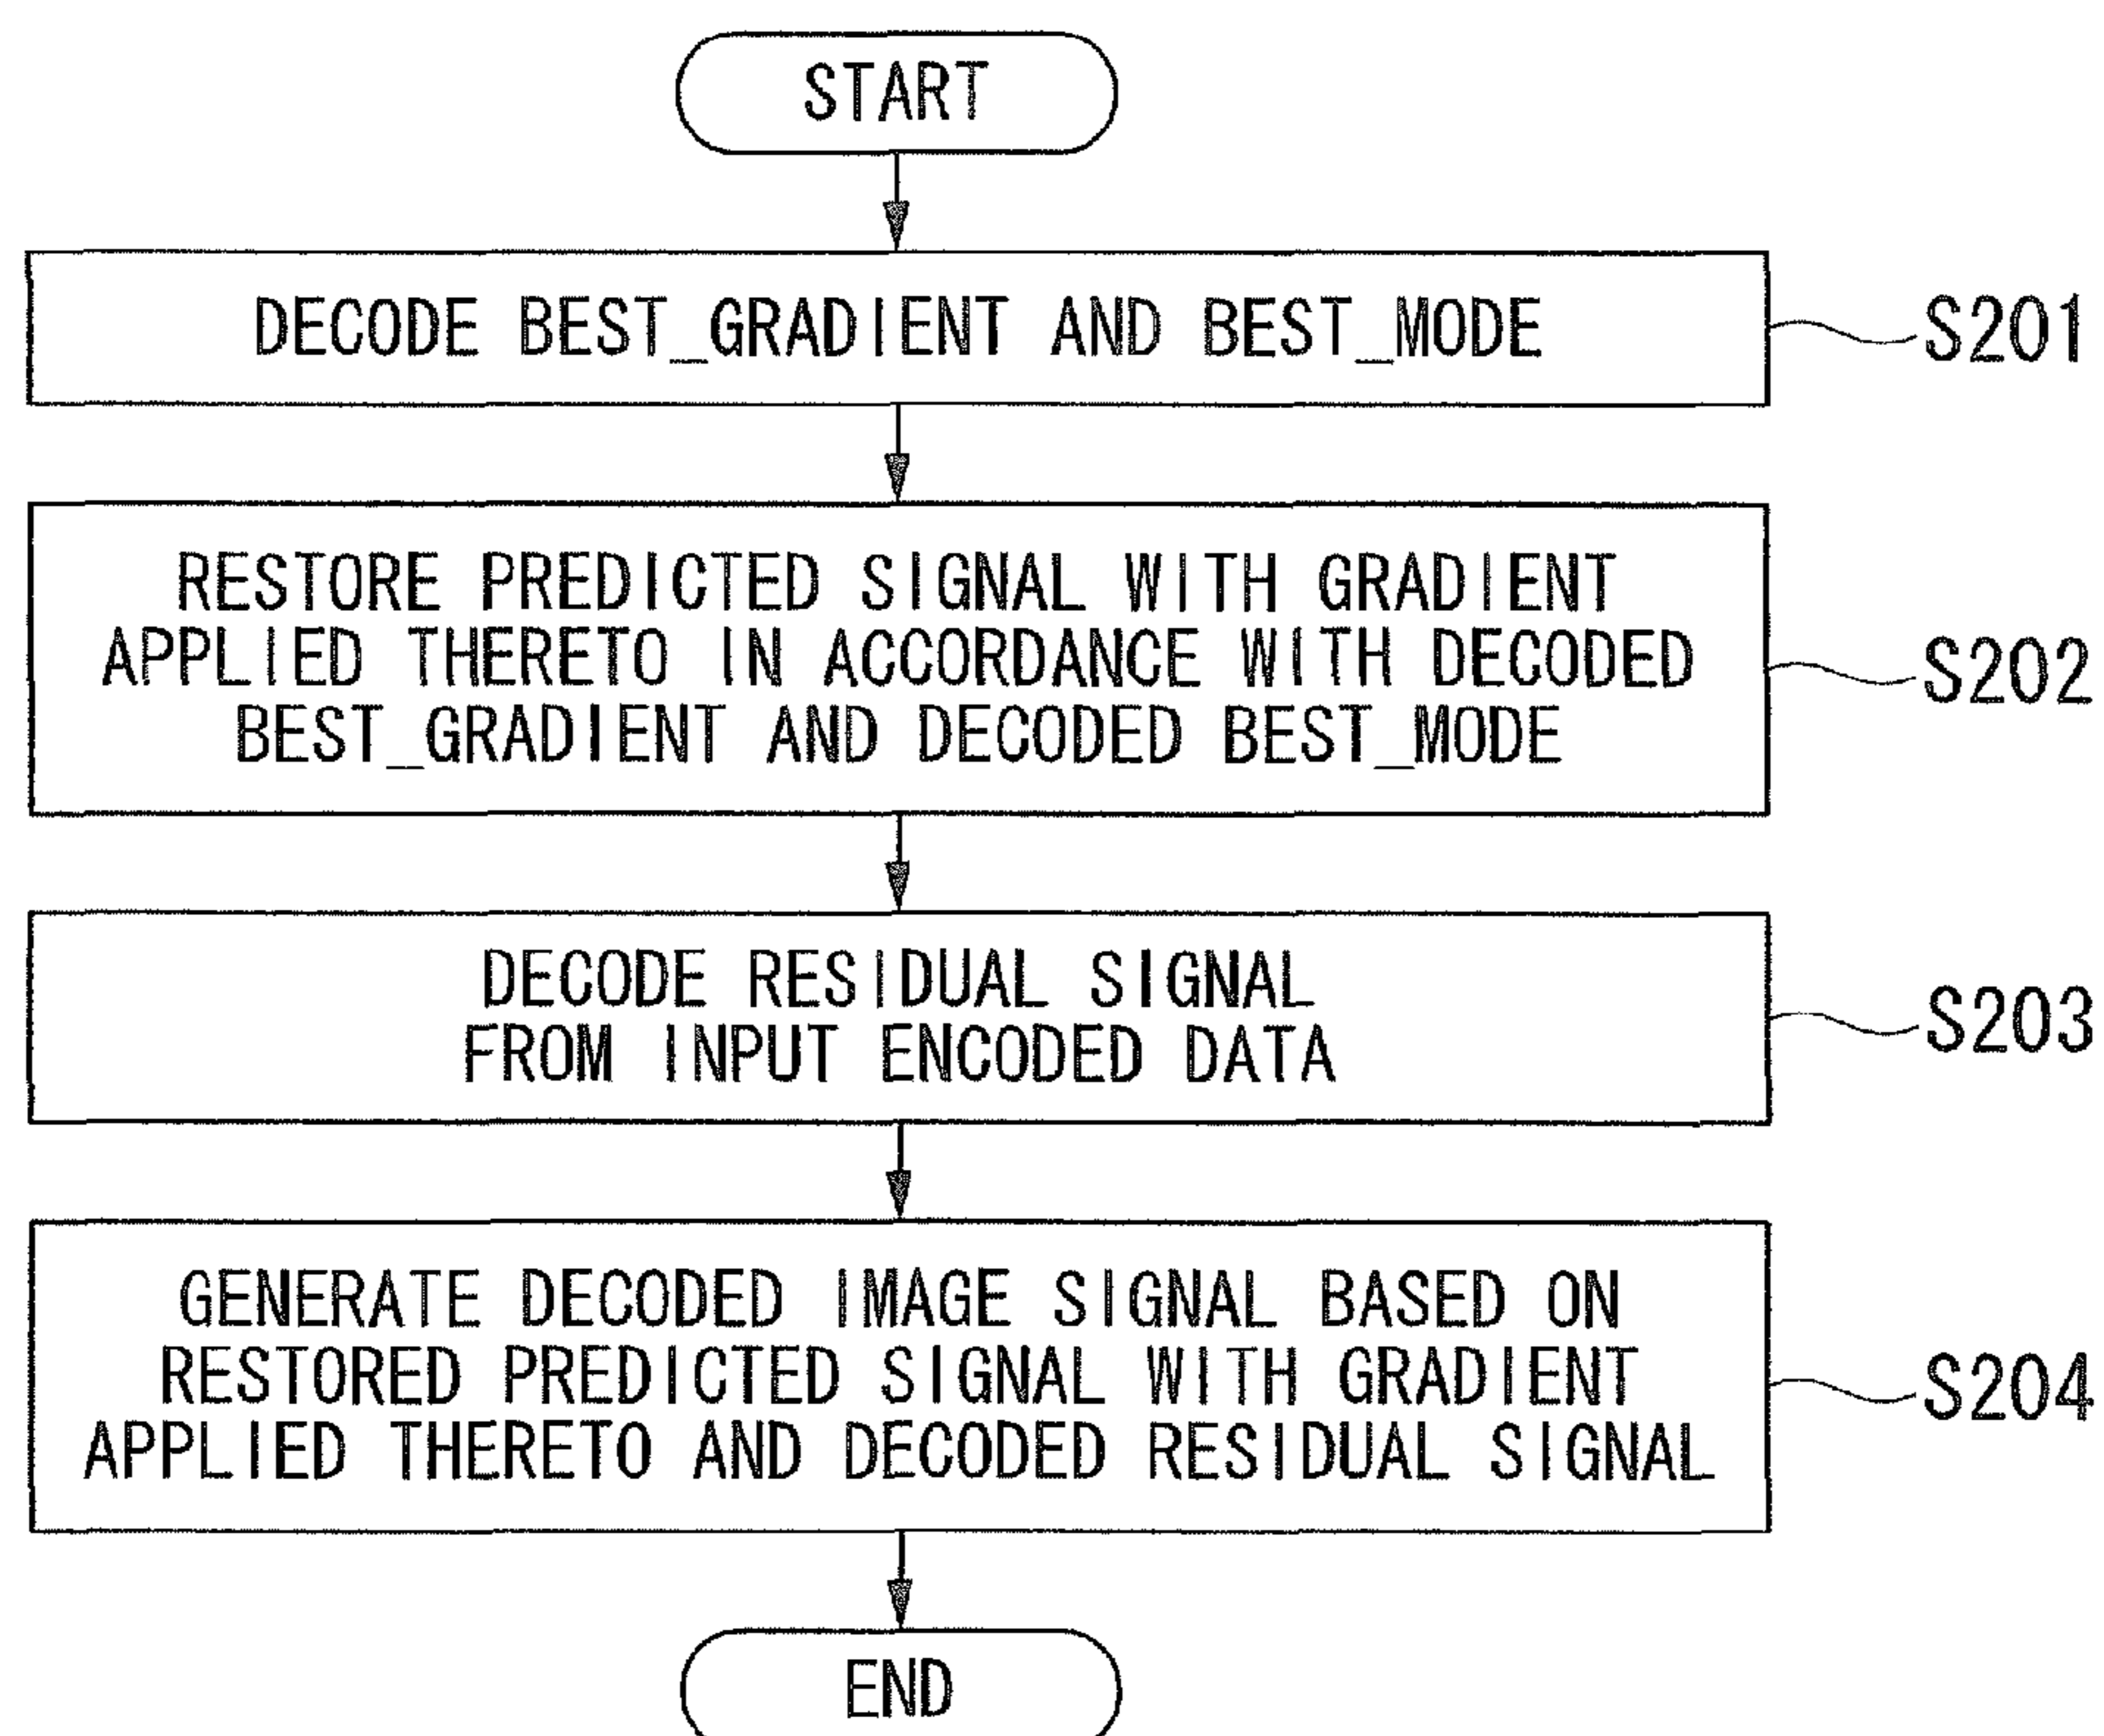 START
DECODE BEST_GRADIENT AND BEST_MODE
S201
RESTORE PREDICTED SIGNAL WITH GRADIENT
APPLIED THERETO IN ACCORDANCE WITH DECODED
BEST_GRADIENT AND DECODED BEST_MODE
S202
DECODE RESIDUAL SIGNAL
FROM INPUT ENCODED DATA
S203
GENERATE DECODED IMAGE SIGNAL BASED ON
RESTORED PREDICTED SIGNAL WITH GRADIENT
APPLIED THERETO AND DECODED RESIDUAL SIGNAL
S204
END